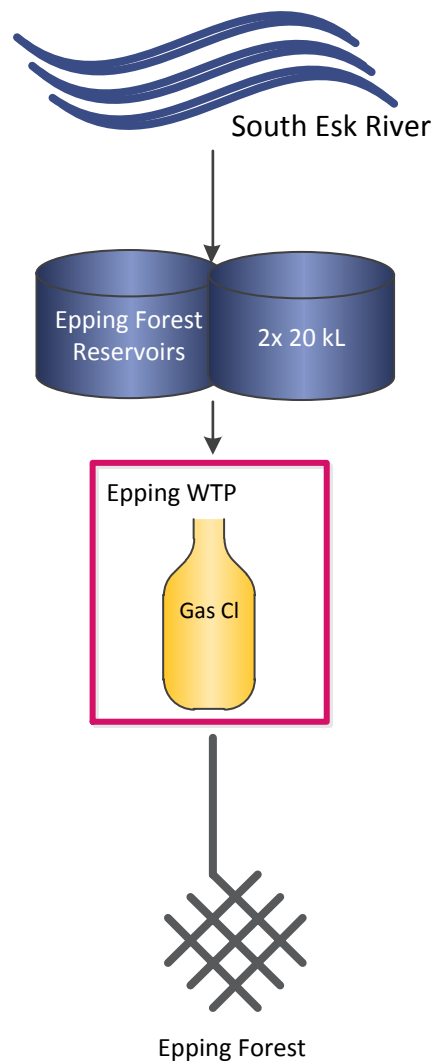 South Esk River
Epping Forest
Reservoirs
2x 20 kL
Epping WTP
Gas Cl
Epping Forest